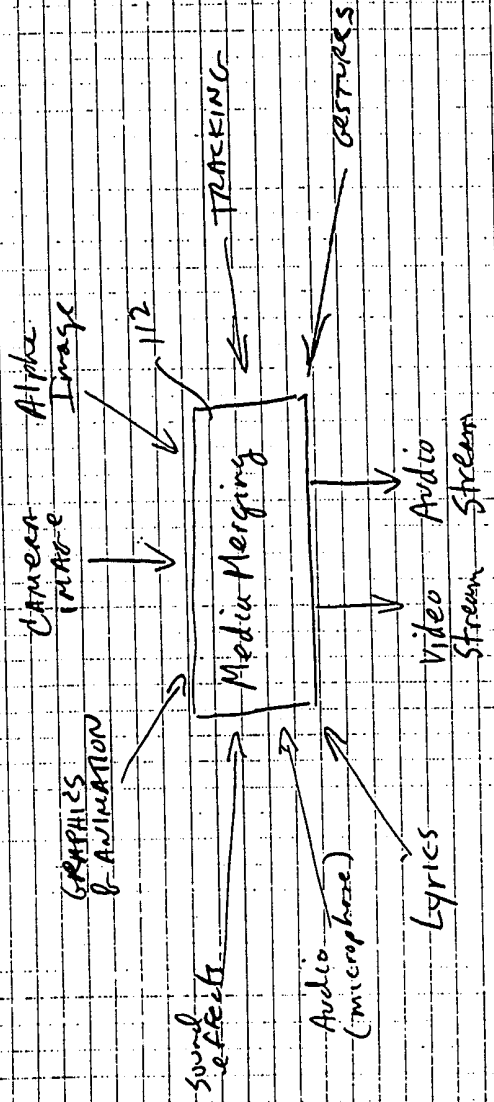 GRAPHICS
& ANIMATION
CAMERA
IMAGE
Alpha
Image
112
TRACKING
GESTURES
Media Merging
Sound
effects
Audio
(microphone)
Lyrics
Video
Stream
Audio
Stream